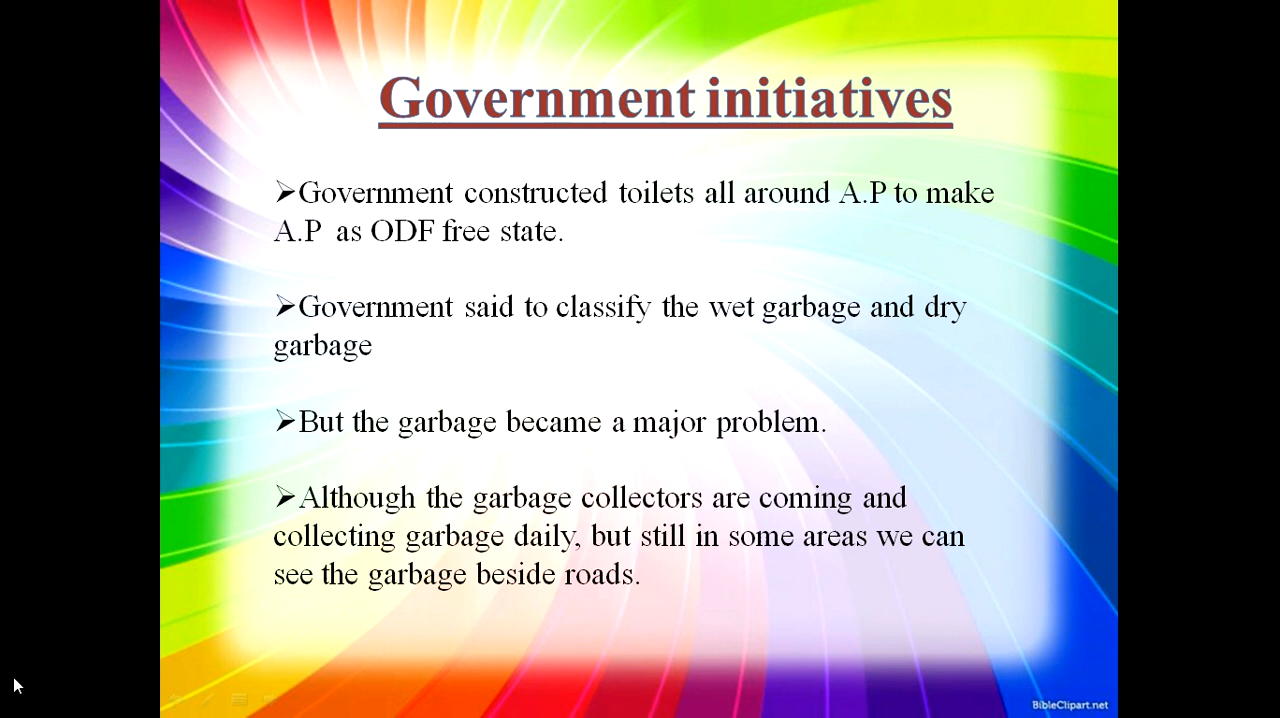 Government initiatives
➢Government constructed toilets all around A.P to make
A.P as ODF free state.
➢Government said to classify the wet garbage and dry
garbage
➢But the garbage became a major problem.
➢Although the garbage collectors are coming and
collecting garbage daily, but still in some areas we can
see the garbage beside roads.
BibleClipart.net